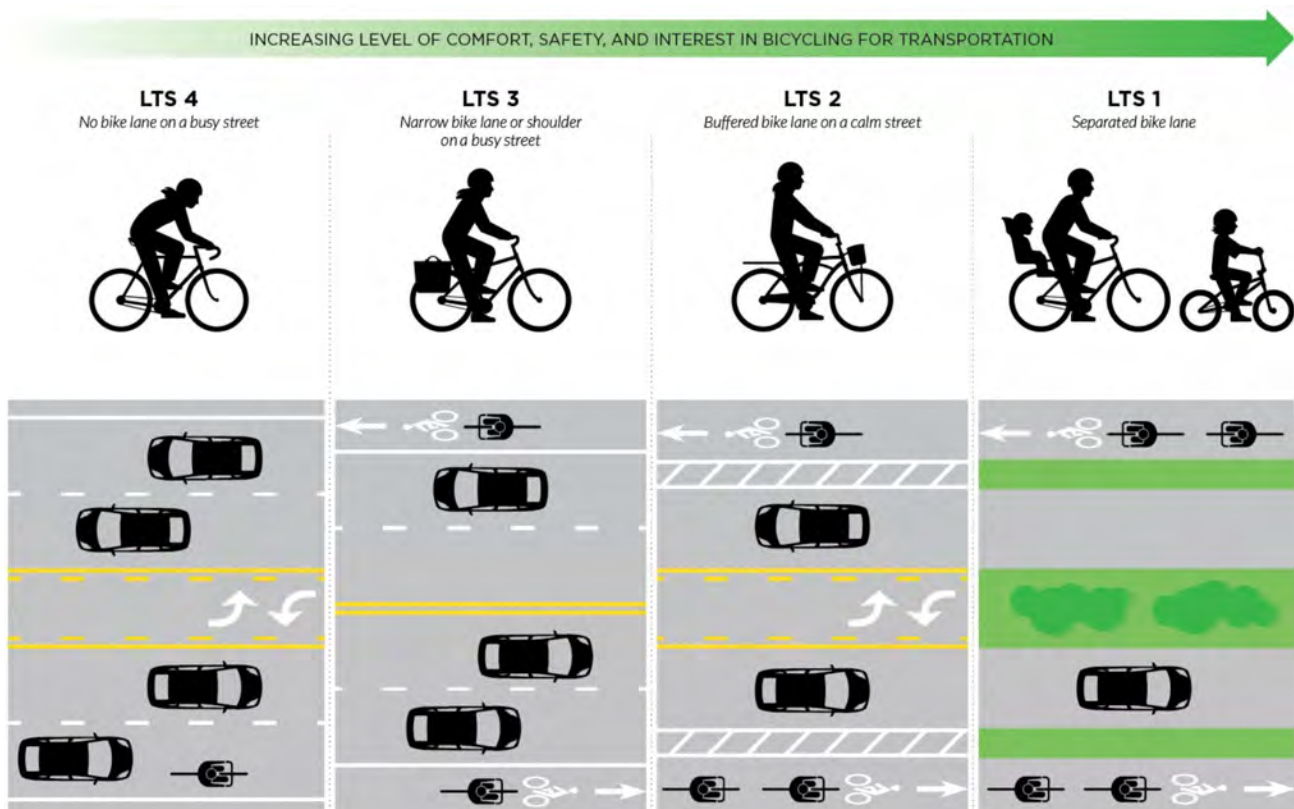 INCREASING LEVEL OF COMFORT, SAFETY, AND INTEREST IN BICYCLING FOR TRANSPORTATION
LTS 4
No bike lane on a busy street
LTS 3
Narrow bike lane or shoulder
on a busy street
LTS 2
Buffered bike lane on a calm street
LTS 1
Separated bike lane